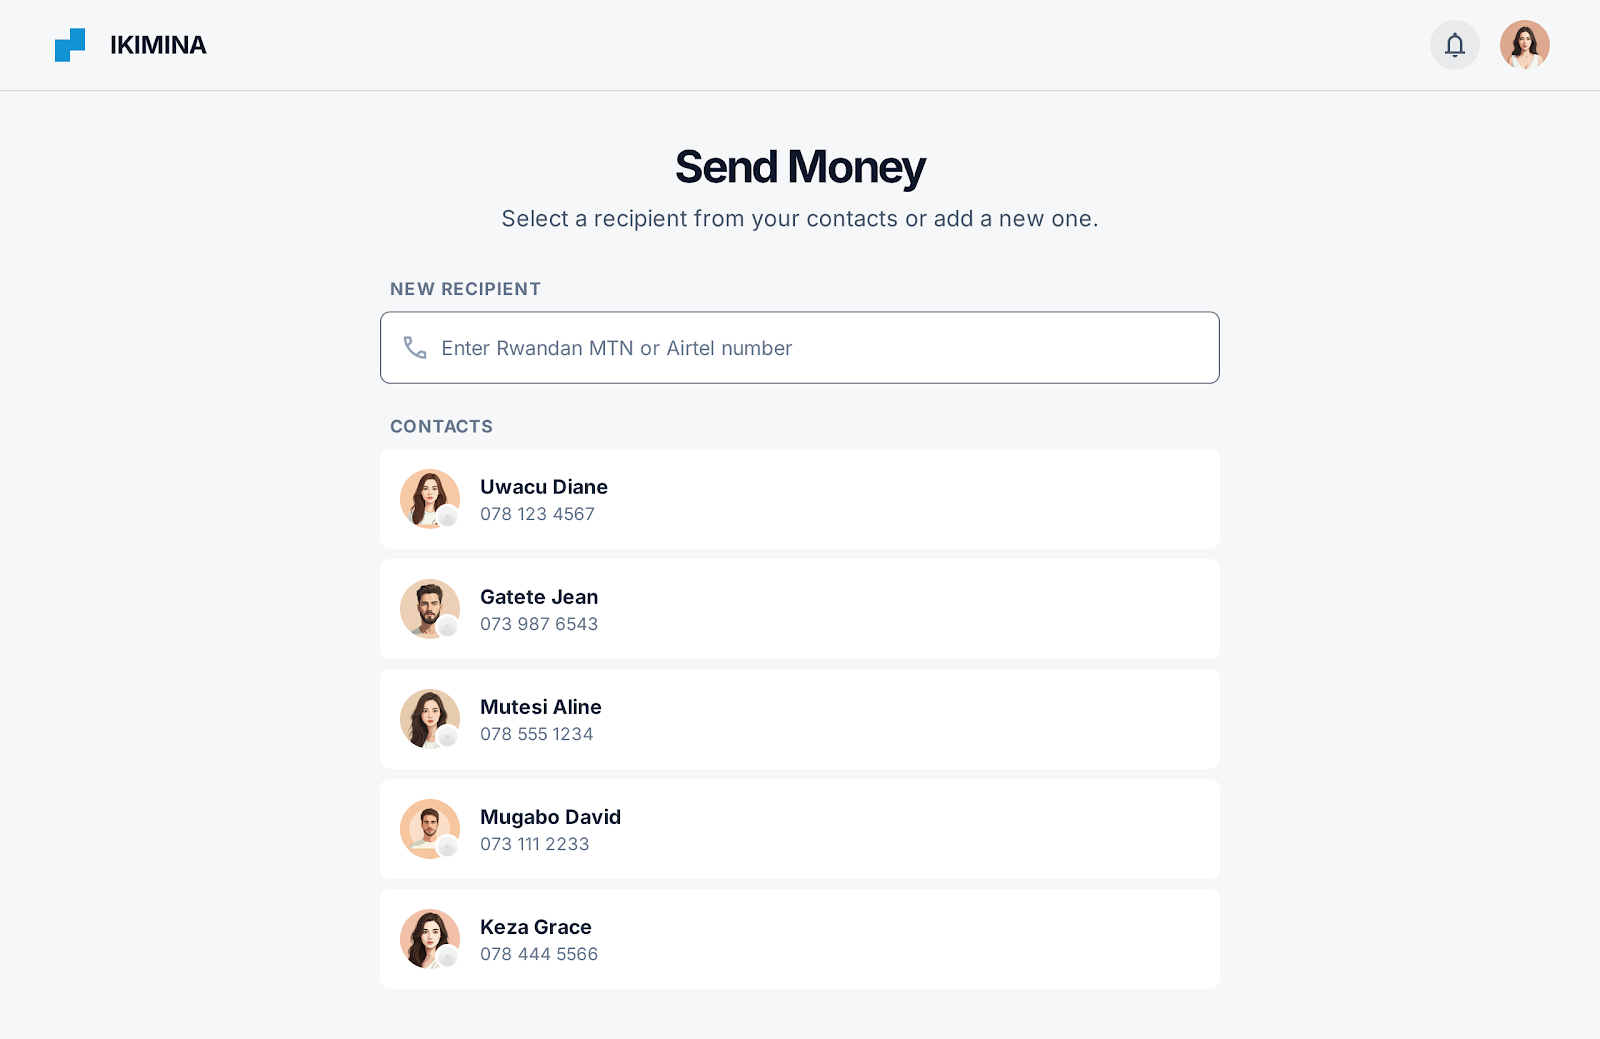 IKIMINA
Send Money
Select a recipient from your contacts or add a new one.
NEW RECIPIENT
Enter Rwandan MTN or Airtel number
CONTACTS
Uwacu Diane
078 123 4567
Gatete Jean
073 987 6543
Mutesi Aline
078 555 1234
Mugabo David
073 111 2233
Keza Grace
078 444 5566